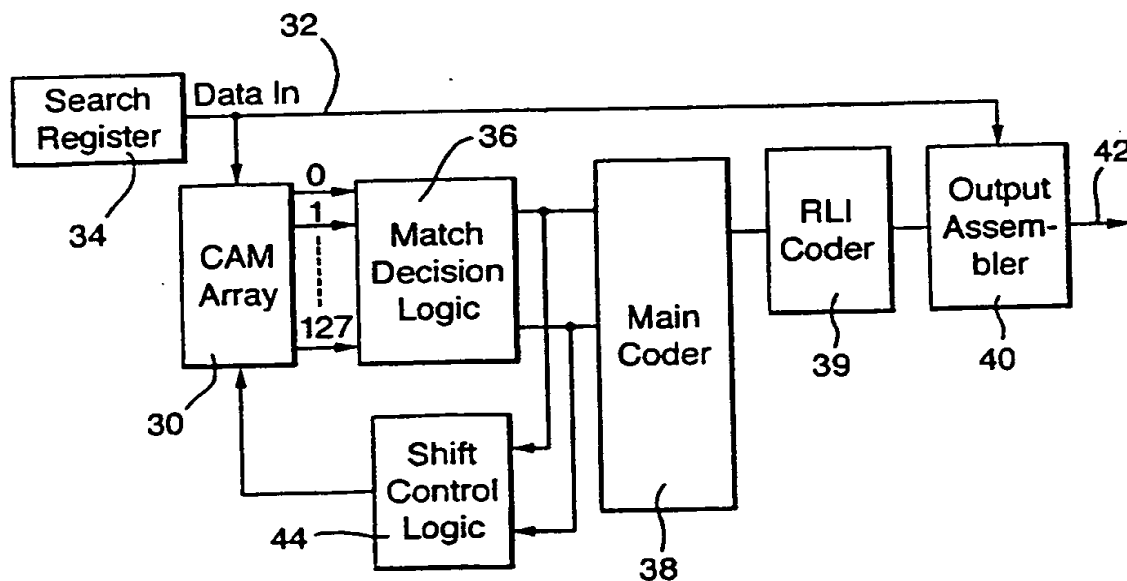 32
Search
Register
Data In
34
0
1
127
36
CAM
Array
30
Match
Decision
Logic
Main
Coder
38
RLI
Coder
39
Output
Assem-
bler
40
42
Shift
Control
Logic
44